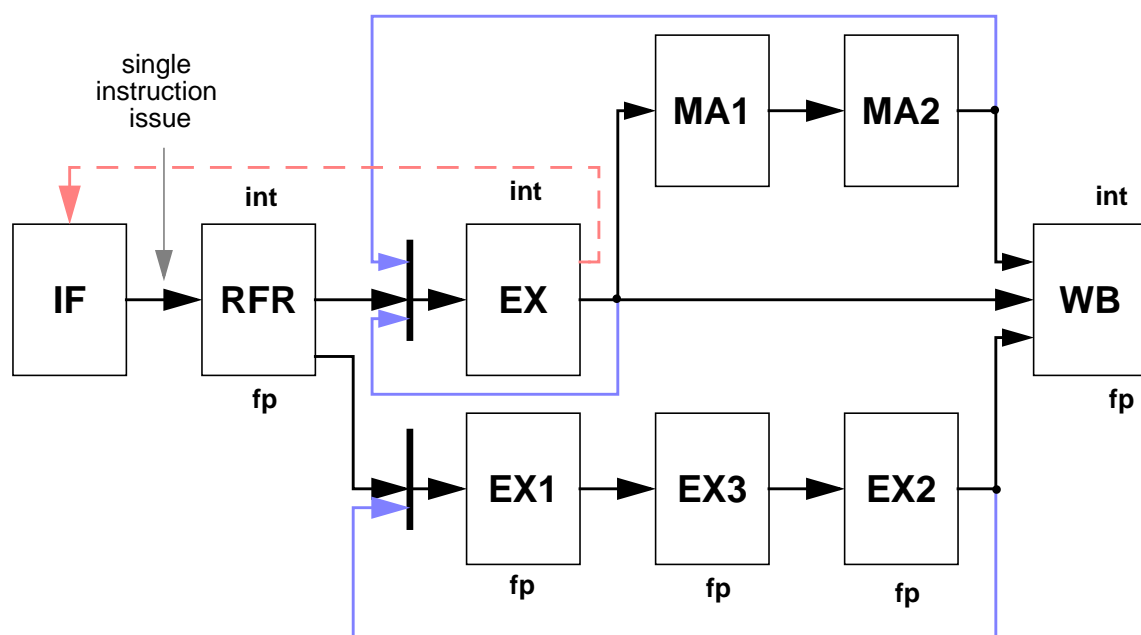 single
instruction
issue
MA1
MA2
int
int
int
IF
RFR
EX
WB
fp
fp
EX1
EX3
EX2
fp
fp
fp